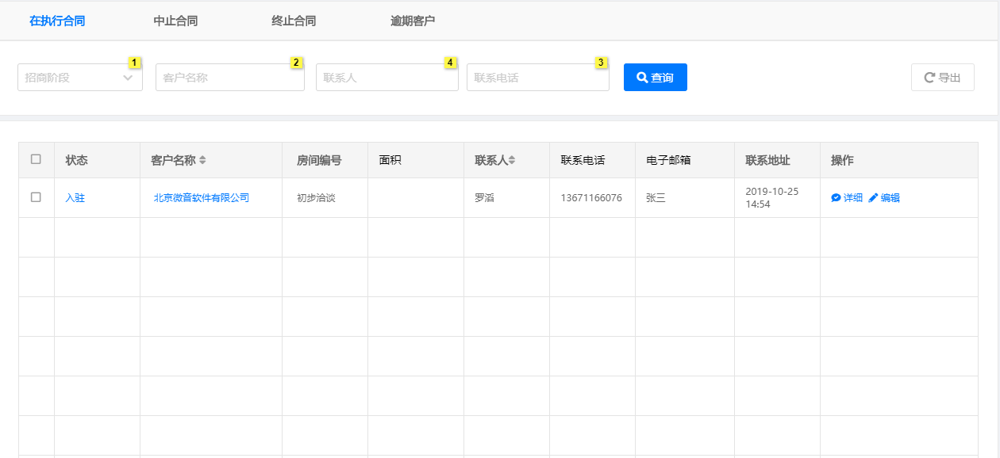 在执行合同 中止合同 终止合同 逾期客户
1 2 4 3
招商阶段 客户名称 联系人 联系电话 查询 导出
状态 客户名称 房间编号 面积 联系人 联系电话 电子邮箱 联系地址 操作
入驻 北京微音软件有限公司 初步洽谈 罗滔 13671166076 张三 2019-10-25 详细 编辑
14:54